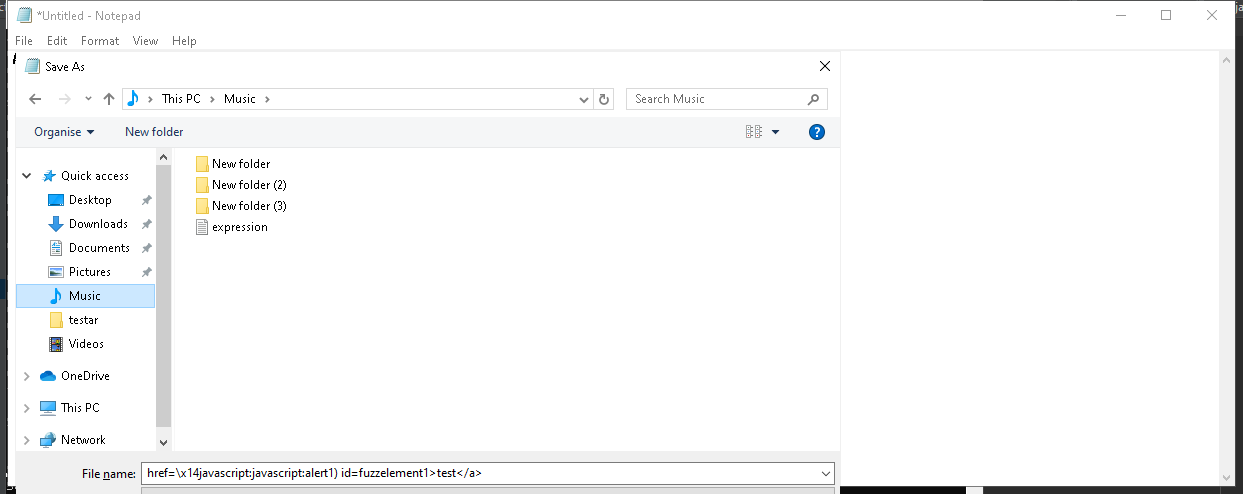 *Untitled - Notepad
File Edit Format View Help
Save As
This PC Music
Search Music
Organise New folder
Quick access
Desktop
Downloads
Documents
Pictures
Music
testar
Videos
OneDrive
This PC
Network
New folder
New folder (2)
New folder (3)
expression
File name: href=\x14javascript:javascript:alert1) id=fuzzelement1>test</a>